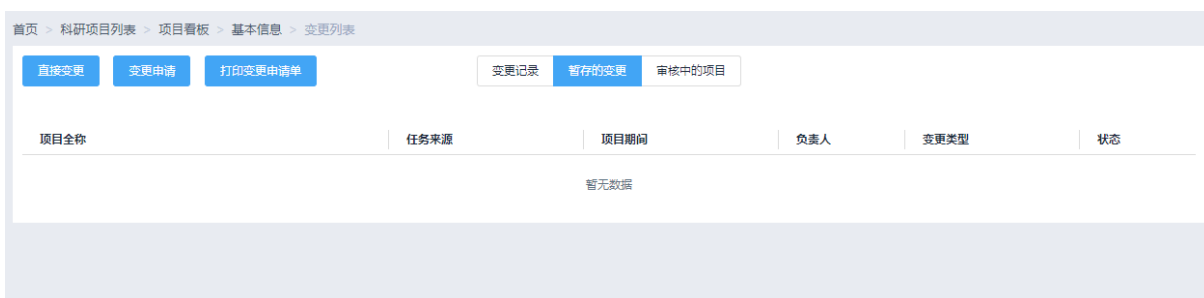 首页 > 科研项目列表 > 项目看板 > 基本信息 > 变更列表
直接变更 变更申请 打印变更申请单 变更记录 暂存的变更 审核中的项目
项目全称 任务来源 项目期间 负责人 变更类型 状态
暂无数据